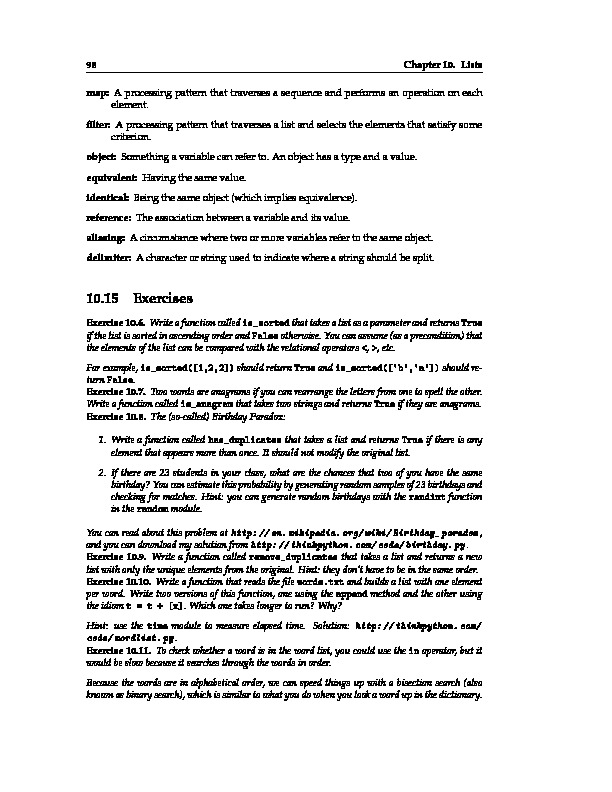 98 Chapter 10. Lists
map: A processing pattern that traverses a sequence and performs an operation on each
element.
filter: A processing pattern that traverses a list and selects the elements that satisfy some
criterion.
object: Something a variable can refer to. An object has a type and a value.
equivalent: Having the same value.
identical: Being the same object (which implies equivalence).
reference: The association between a variable and its value.
aliasing: A circumstance where two or more variables refer to the same object.
delimiter: A character or string used to indicate where a string should be split.
10.15 Exercises
Exercise 10.6. Write a function called is_sorted that takes a list as a parameter and returns True
if the list is sorted in ascending order and False otherwise. You can assume (as a precondition) that
the elements of the list can be compared with the relational operators <, >, etc.
For example, is_sorted([1,2,2]) should return True and is_sorted(['b','a']) should re-
turn False.
Exercise 10.7. Two words are anagrams if you can rearrange the letters from one to spell the other.
Write a function called is_anagram that takes two strings and returns True if they are anagrams.
Exercise 10.8. The (so-called) Birthday Paradox:
1. Write a function called has_duplicates that takes a list and returns True if there is any
element that appears more than once. It should not modify the original list.
2. If there are 23 students in your class, what are the chances that two of you have the same
birthday? You can estimate this probability by generating random samples of 23 birthdays and
checking for matches. Hint: you can generate random birthdays with the randint function
in the random module.
You can read about this problem at http://en.wikipedia.org/wiki/Birthday_paradox,
and you can download my solution from http://thinkpython.com/code/birthday.py.
Exercise 10.9. Write a function called remove_duplicates that takes a list and returns a new
list with only the unique elements from the original. Hint: they don't have to be in the same order.
Exercise 10.10. Write a function that reads the file words.txt and builds a list with one element
per word. Write two versions of this function, one using the append method and the other using
the idiom t = t + [x]. Which one takes longer to run? Why?
Hint: use the time module to measure elapsed time. Solution: http://thinkpython.com/
code/wordlist.py.
Exercise 10.11. To check whether a word is in the word list, you could use the in operator, but it
would be slow because it searches through the words in order.
Because the words are in alphabetical order, we can speed things up with a bisection search (also
known as binary search), which is similar to what you do when you look a word up in the dictionary.